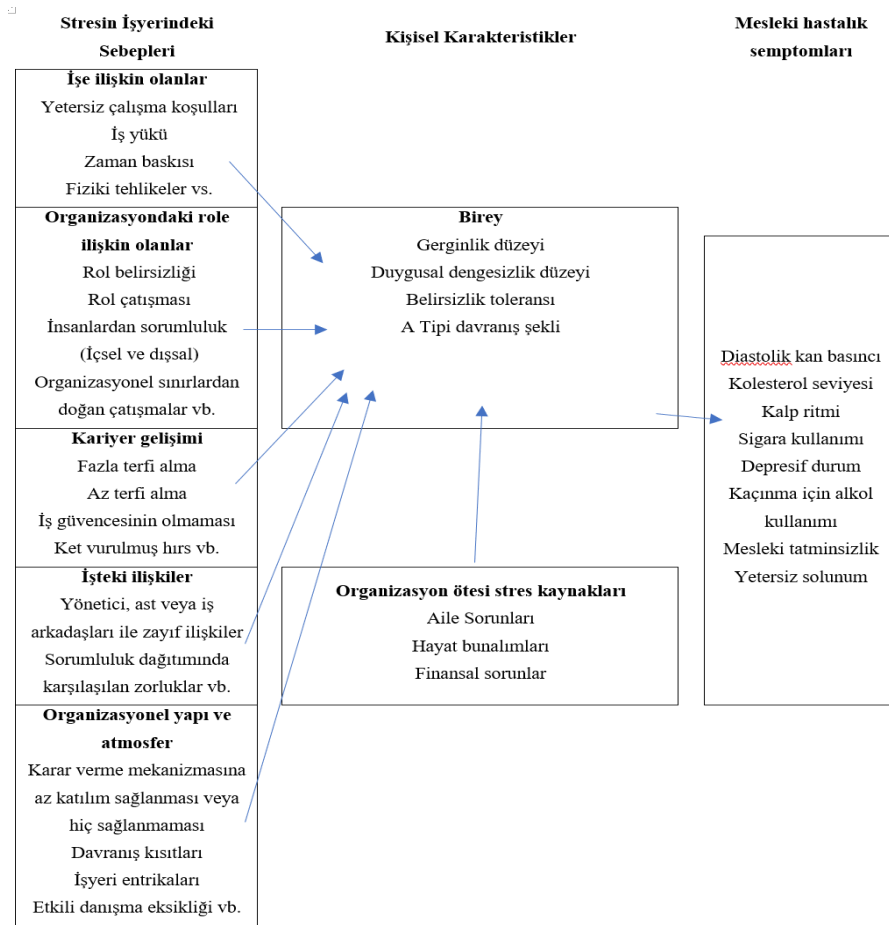 Stresin İşyerindeki
Sebepleri
Kişisel Karakteristikler
Mesleki hastalık
semptomları
İşe ilişkin olanlar
Yetersiz çalışma koşulları
İş yükü
Zaman baskısı
Fiziki tehlikeler vs.
Organizasyondaki role
ilişkin olanlar
Rol belirsizliği
Rol çatışması
İnsanlardan sorumluluk
(İçsel ve dışsal)
Organizasyonel sınırlardan
doğan çatışmalar vb.
Kariyer gelişimi
Fazla terfi alma
Az terfi alma
İş güvencesinin olmaması
Ket vurulmuş hırs vb.
İşteki ilişkiler
Yönetici, ast veya iş
arkadaşları ile zayıf ilişkiler
Sorumluluk dağıtımında
karşılaşılan zorluklar vb.
Organizasyonel yapı ve
atmosfer
Karar verme mekanizmasına
az katılım sağlanması veya
hiç sağlanmaması
Davranış kısıtları
İşyeri entrikaları
Etkili danışma eksikliği vb.
Birey
Gerginlik düzeyi
Duygusal dengesizlik düzeyi
Belirsizlik toleransı
A Tipi davranış şekli
Organizasyon ötesi stres kaynakları
Aile Sorunları
Hayat bunalımları
Finansal sorunlar
Diastolik kan basıncı
Kolesterol seviyesi
Kalp ritmi
Sigara kullanımı
Depresif durum
Kaçınma için alkol
kullanımı
Mesleki tatminsizlik
Yetersiz solunum